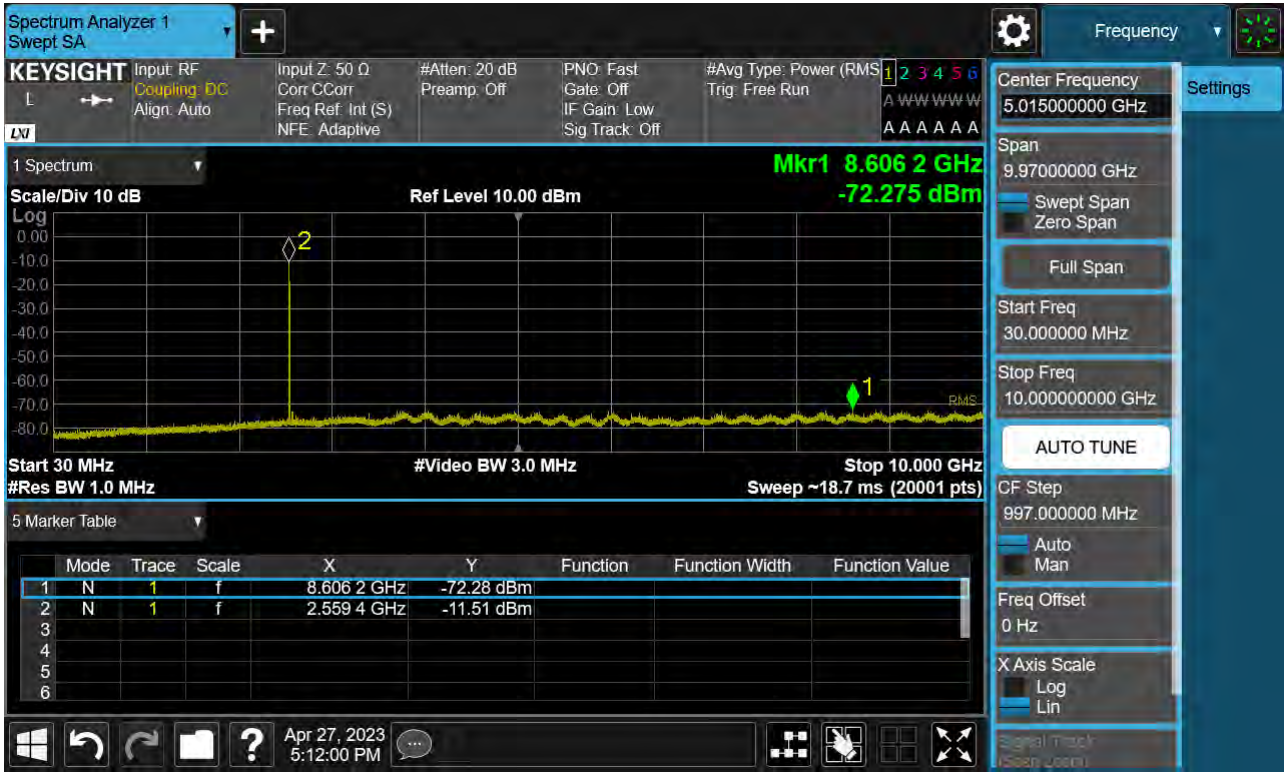 Spectrum Analyzer 1
Swept SA
Frequency
KEYSIGHT
L
LXI
Input: RF
Coupling: DC
Align: Auto
Input Z: 50 Ω
Corr CCorr
Freq Ref: Int (S)
NFE: Adaptive
#Atten: 20 dB
Preamp: Off
PNO: Fast
Gate: Off
IF Gain: Low
Sig Track: Off
#Avg Type: Power (RMS
Trig: Free Run
1 2 3 4 5 6
A W W W W W
A A A A A A
Settings
1 Spectrum
Scale/Div 10 dB
Ref Level 10.00 dBm
Mkr1 8.606 2 GHz
-72.275 dBm
Log
0.00
-10.0
-20.0
-30.0
-40.0
-50.0
-60.0
-70.0
-80.0
2
1
RMS
Start 30 MHz
#Video BW 3.0 MHz
Stop 10.000 GHz
#Res BW 1.0 MHz
Sweep ~18.7 ms (20001 pts)
5 Marker Table
Mode Trace Scale X Y Function Function Width Function Value
1 N 1 f 8.606 2 GHz -72.28 dBm
2 N 1 f 2.559 4 GHz -11.51 dBm
3
4
5
6
Center Frequency
5.015000000 GHz
Span
9.97000000 GHz
Swept Span
Zero Span
Full Span
Start Freq
30.000000 MHz
Stop Freq
10.000000000 GHz
AUTO TUNE
CF Step
997.000000 MHz
Auto
Man
Freq Offset
0 Hz
X Axis Scale
Log
Lin
Signal Track
(Span Zoom)
Apr 27, 2023
5:12:00 PM